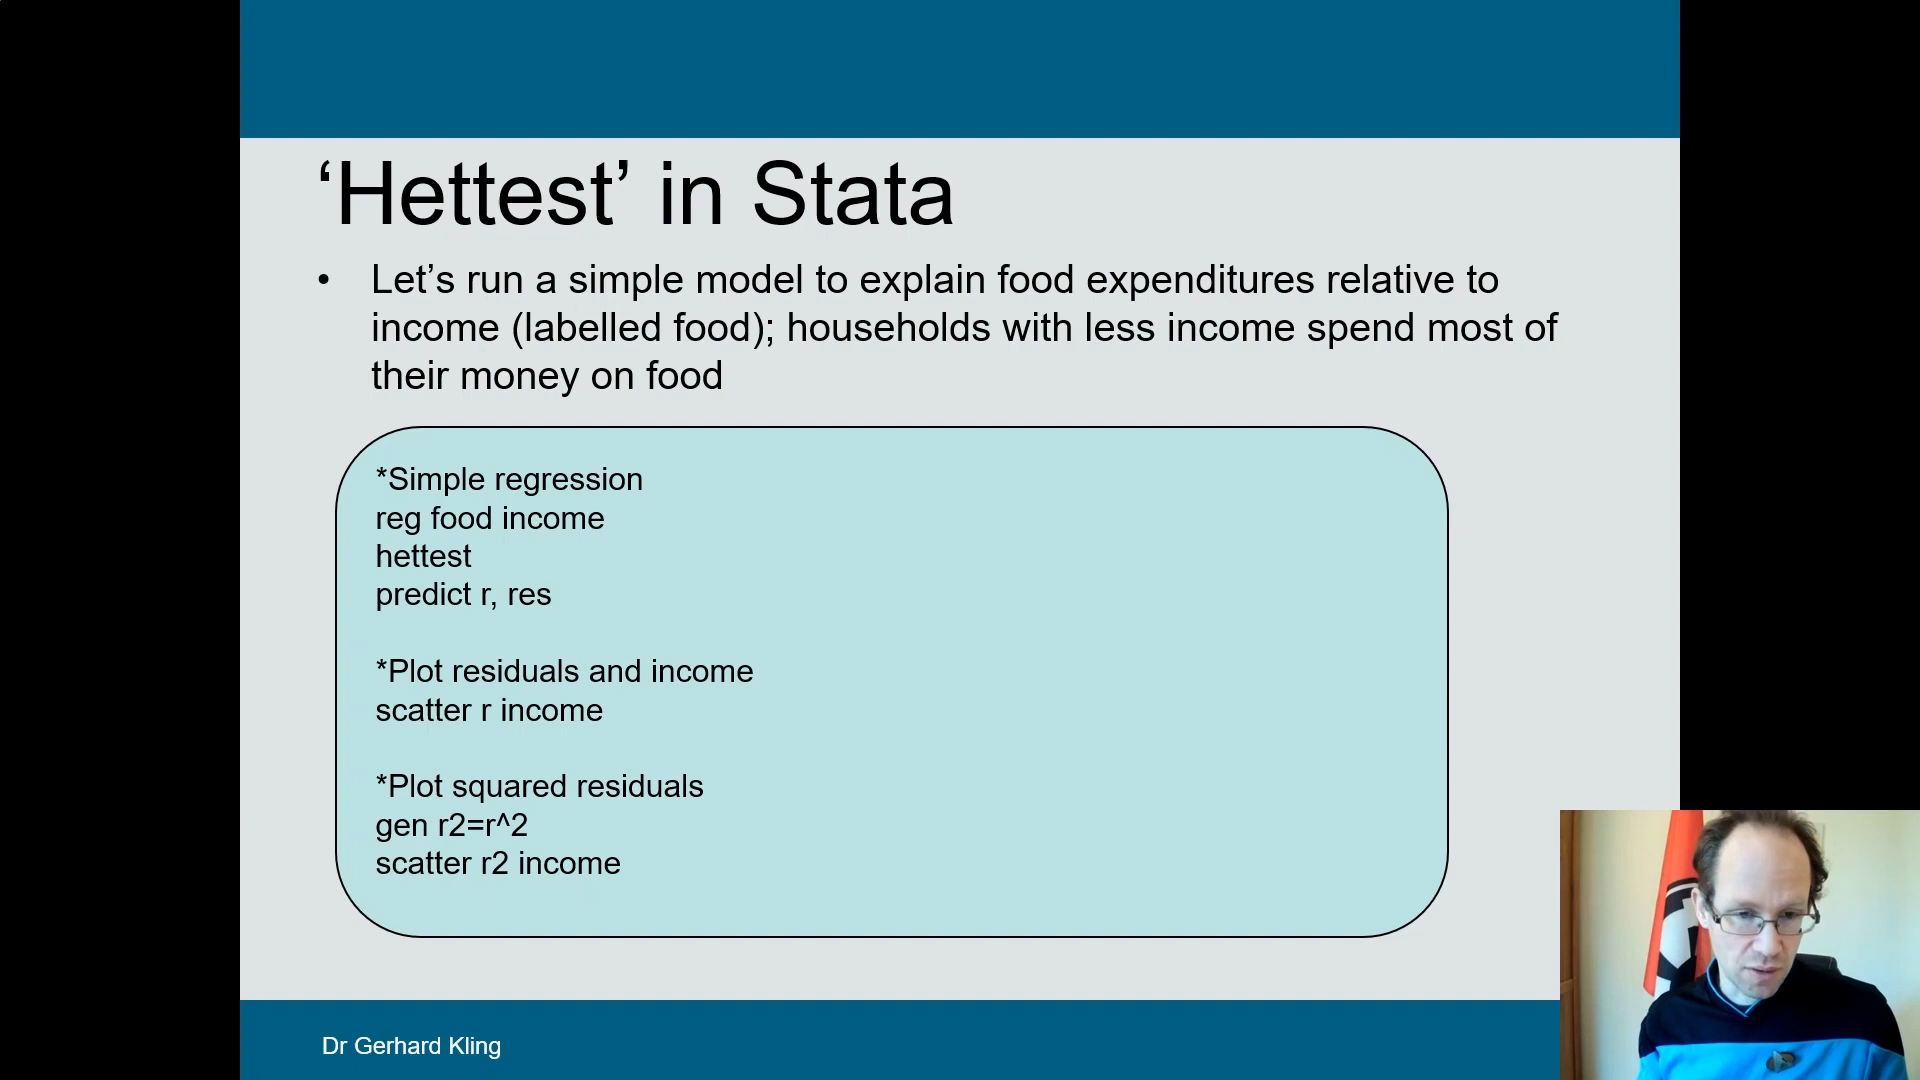 ‘Hettest’ in Stata
• Let’s run a simple model to explain food expenditures relative to
income (labelled food); households with less income spend most of
their money on food
*Simple regression
reg food income
hettest
predict r, res
*Plot residuals and income
scatter r income
*Plot squared residuals
gen r2=r^2
scatter r2 income
Dr Gerhard Kling